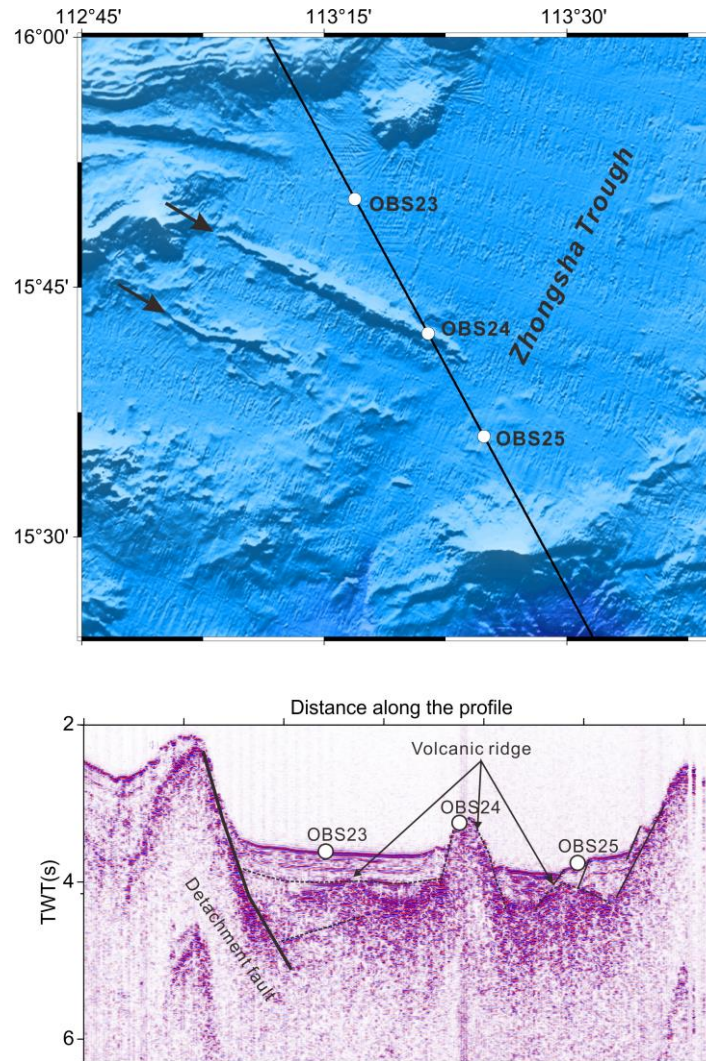 112°45' 113°15' 113°30'
16°00'
OBS23
Zhongsha Trough
15°45'
OBS24
OBS25
15°30'
Distance along the profile
2
Volcanic ridge
OBS24
OBS23
OBS25
4
TWT(s)
Detachment fault
6